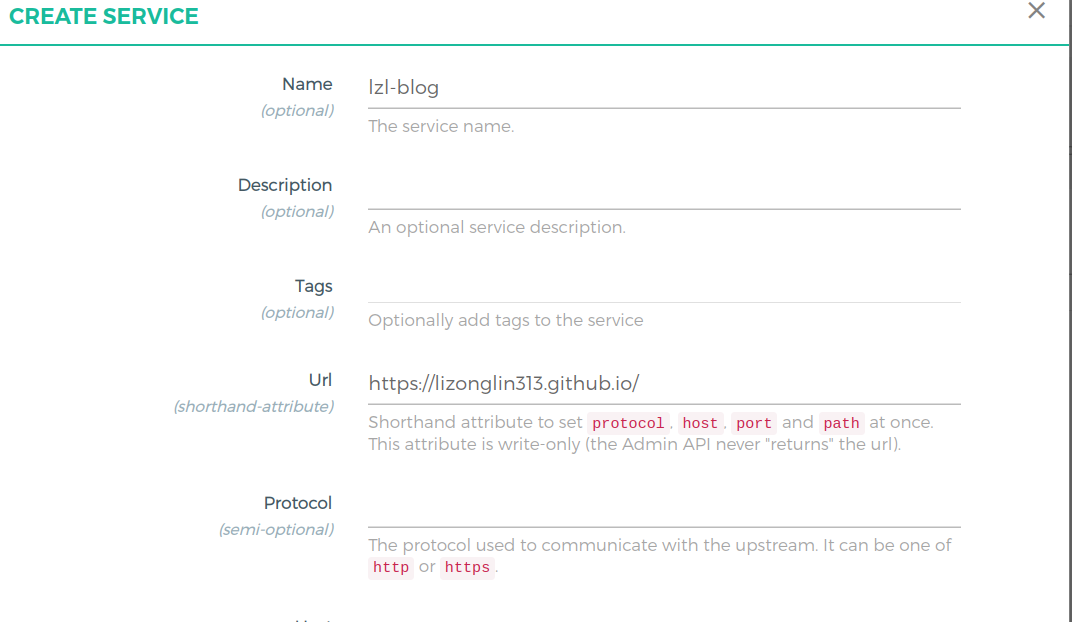 CREATE SERVICE
Name
(optional)
lzl-blog
The service name.
Description
(optional)
An optional service description.
Tags
(optional)
Optionally add tags to the service
Url
(shorthand-attribute)
https://lizonglin313.github.io/
Shorthand attribute to set protocol, host, port and path at once.
This attribute is write-only (the Admin API never "returns" the url).
Protocol
(semi-optional)
The protocol used to communicate with the upstream. It can be one of
http or https.